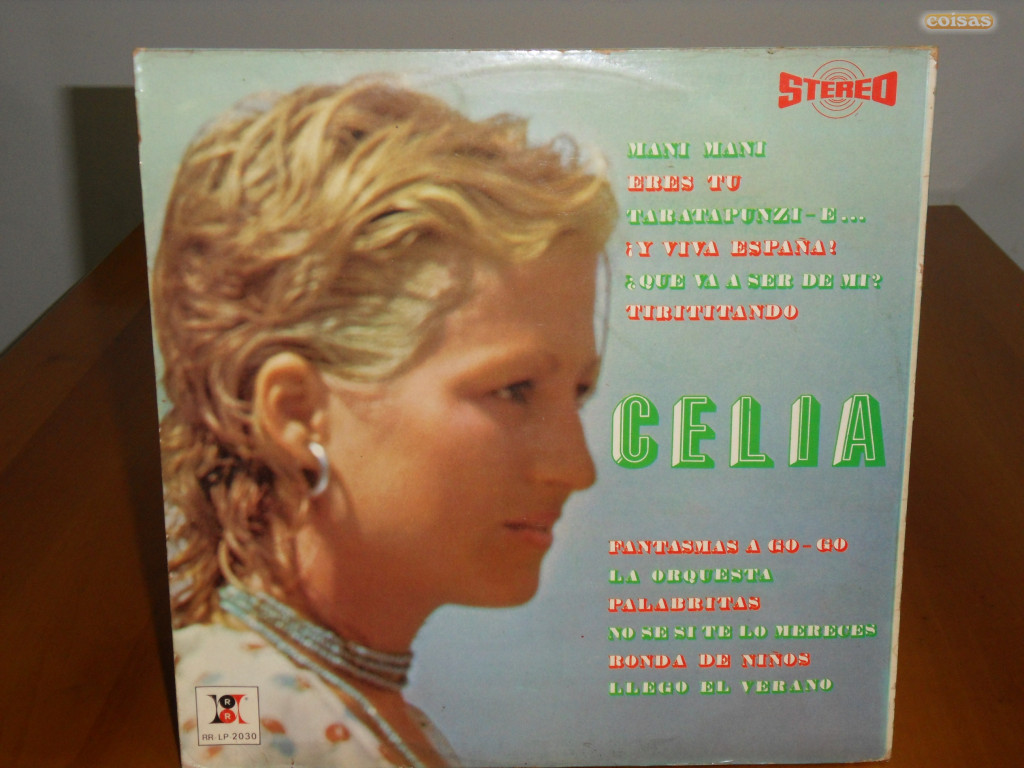 coisas
STEREO
MANI MANI
ERES TU
TARATAPUNZI-E...
¡Y VIVA ESPAÑA!
¿QUE VA A SER DE MI?
TIRITITANDO
CELIA
FANTASMAS A GO-GO
LA ORQUESTA
PALABRITAS
NO SE SI TE LO MERECES
RONDA DE NIÑOS
LLEGO EL VERANO
R
R
RR-LP-2030